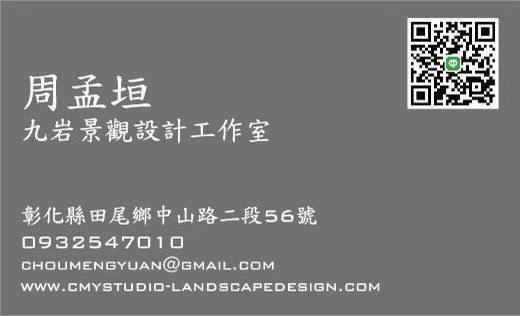 周孟垣
九岩景觀設計工作室
彰化縣田尾鄉中山路二段56號
0932547010
CHOUMENGYUAN@GMAIL.COM
WWW.CMYSTUDIO-LANDSCAPEDESIGN.COM